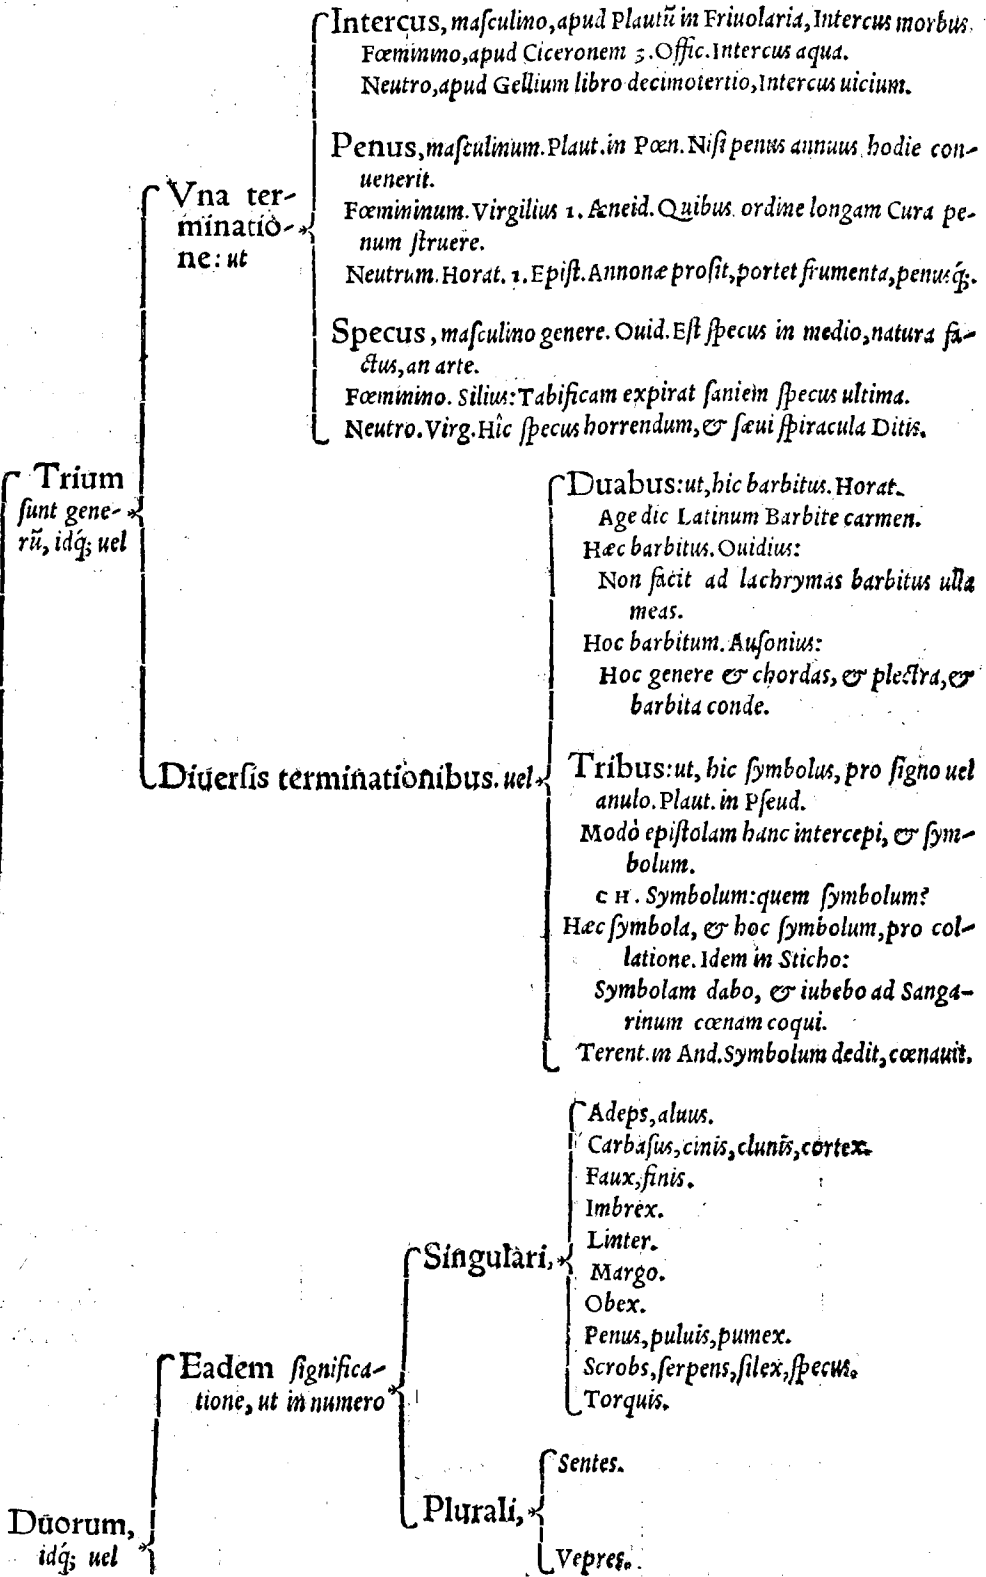 Intercus, maſculino, apud Plautũ in Friuolaria, Intercus morbus.
Fœminino, apud Ciceronem 3. Offic. Intercus aqua.
Neutro, apud Gellium libro decimotertio, Intercus uicium.
Penus, maſculinum. Plaut. in Pœn. Niſi penus annuus hodie con-
uenerit.
Fœmininum. Virgilius 1. Æneid. Quibus ordine longam Cura pe-
num ſtruere.
Neutrum. Horat. 1. Epiſt. Annonæ proſit, portet frumenta, penusq́;.
Specus, maſculino genere. Ouid. Eſt ſpecus in medio, natura fa-
ctus, an arte.
Fœminino. Silius: Tabificam expirat ſaniem ſpecus ultima.
Neutro. Virg. Hîc ſpecus horrendum, & ſæui ſpiracula Ditis.
Vna ter-
minatio-
ne: ut
Trium
ſunt gene-
rũ, idq́; uel
Duabus: ut, hic barbitus. Horat.
Age dic Latinum Barbite carmen.
Hæc barbitus. Ouidius:
Non facit ad lachrymas barbitus ulla
meas.
Hoc barbitum. Auſonius:
Hoc genere & chordas, & plectra, &
barbita conde.
Diuerſis terminationibus. uel
Tribus: ut, hic ſymbolus, pro ſigno uel
anulo. Plaut. in Pſeud.
Modò epiſtolam hanc intercepi, & ſym-
bolum.
CH. Symbolum: quem ſymbolum?
Hæc ſymbola, & hoc ſymbolum, pro col-
latione. Idem in Sticho:
Symbolam dabo, & iubebo ad Sanga-
rinum cœnam coqui.
Terent. in And. Symbolum dedit, cœnauit.
Adeps, aluus.
Carbaſus, cinis, clunis, cortex.
Faux, finis.
Imbrex.
Linter.
Margo.
Obex.
Penus, puluis, pumex.
Scrobs, ſerpens, ſilex, ſpecus.
Torquis.
Singulari,
Eadem ſignifica-
tione, ut in numero
Sentes.
Plurali,
Vepres.
Duorum,
idq́; uel